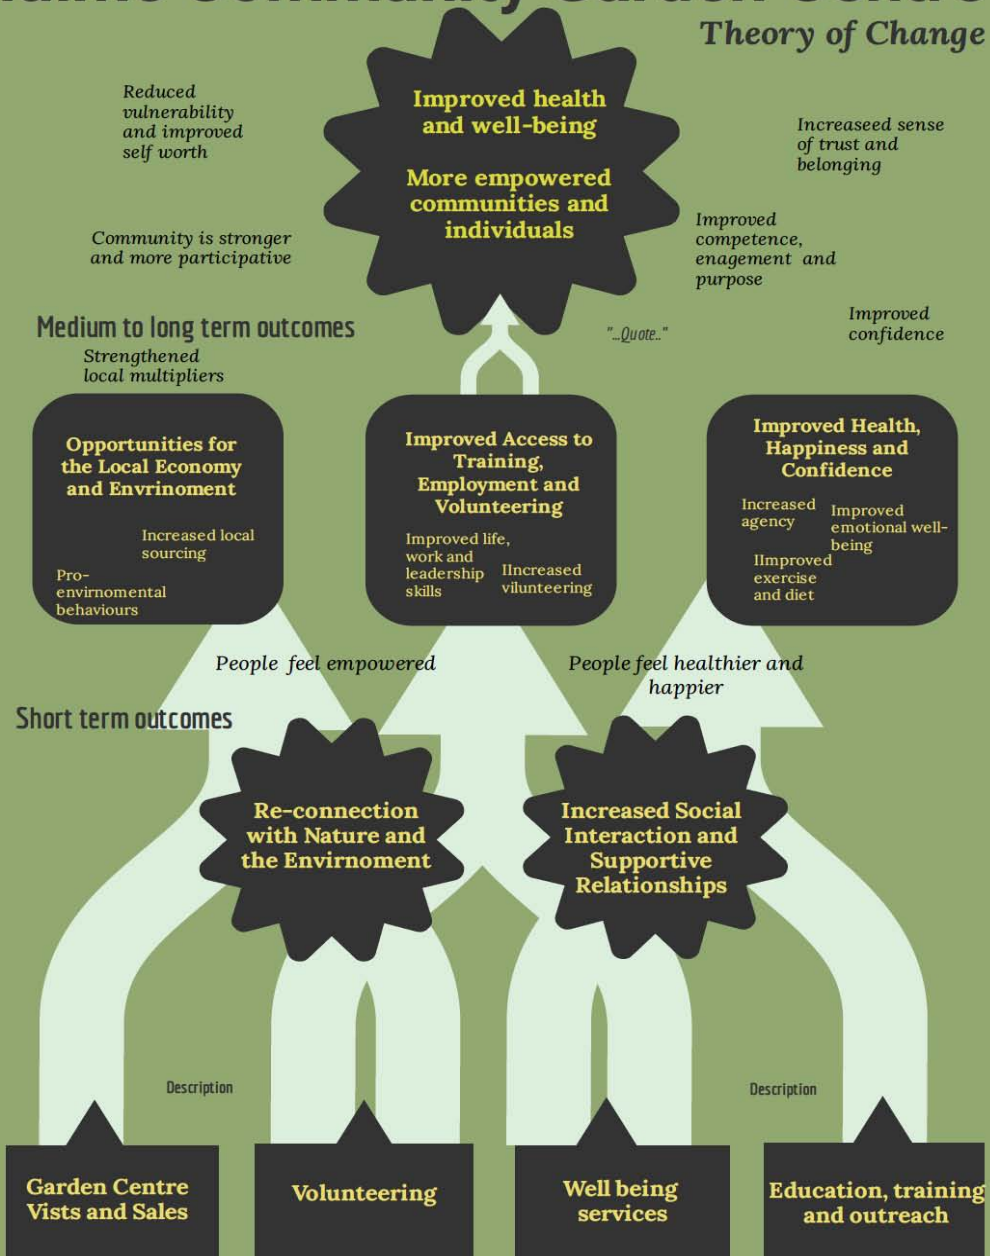 Community Garden Centre
Theory of Change
Reduced
vulnerability
and improved
self worth
Improved health
and well-being
More empowered
communities and
individuals
Increaseed sense
of trust and
belonging
Community is stronger
and more participative
Improved
competence,
enagement and
purpose
Medium to long term outcomes
"...Quote.."
Improved
confidence
Strengthened
local multipliers
Opportunities for
the Local Economy
and Envrinoment
Increased local
sourcing
Pro-
envirnomental
behaviours
Improved Access to
Training,
Employment and
Volunteering
Improved life,
work and
leadership
skills
IIncreased
vilunteering
Improved Health,
Happiness and
Confidence
Increased
agency
Improved
emotional well-
being
IImproved
exercise
and diet
People feel empowered
People feel healthier and
happier
Short term outcomes
Re-connection
with Nature and
the Envirnoment
Increased Social
Interaction and
Supportive
Relationships
Description
Description
Garden Centre
Vists and Sales
Volunteering
Well being
services
Education, training
and outreach